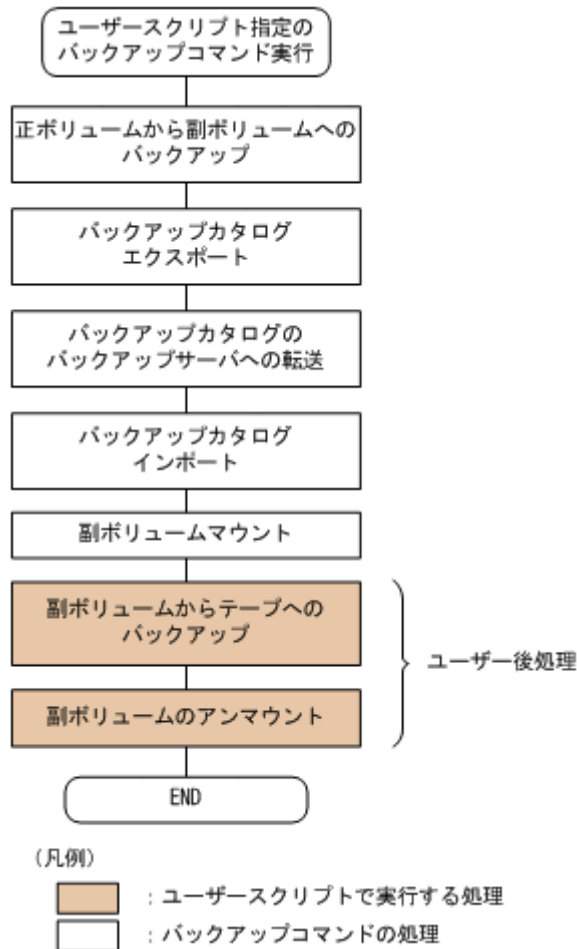 ユーザースクリプト指定の
バックアップコマンド実行
正ボリュームから副ボリュームへの
バックアップ
バックアップカタログ
エクスポート
バックアップカタログの
バックアップサーバへの転送
バックアップカタログ
インポート
副ボリュームマウント
副ボリュームからテープへの
バックアップ
副ボリュームのアンマウント
ユーザー後処理
END
(凡例)
：ユーザースクリプトで実行する処理
：バックアップコマンドの処理